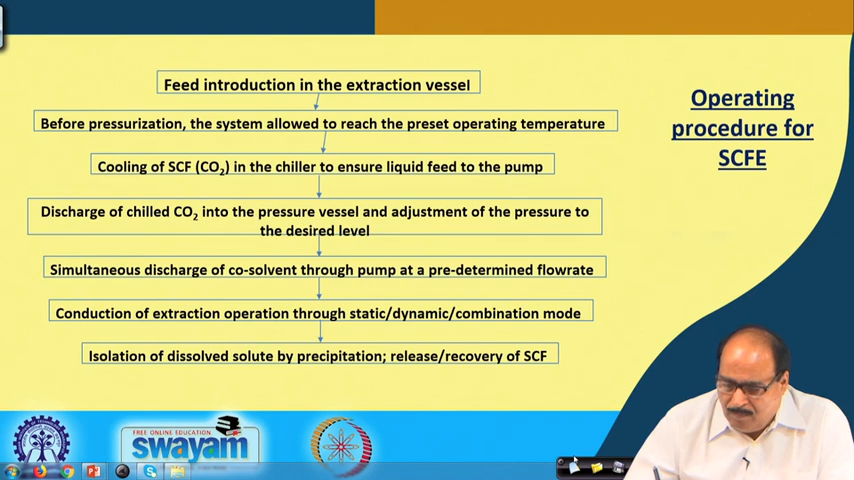 Feed introduction in the extraction vessel
Before pressurization, the system allowed to reach the preset operating temperature
Cooling of SCF (CO₂) in the chiller to ensure liquid feed to the pump
Discharge of chilled CO₂ into the pressure vessel and adjustment of the pressure to
the desired level
Simultaneous discharge of co-solvent through pump at a pre-determined flowrate
Conduction of extraction operation through static/dynamic/combination mode
Isolation of dissolved solute by precipitation; release/recovery of SCF
Operating
procedure for
SCFE
FREE ONLINE EDUCATION
swayam